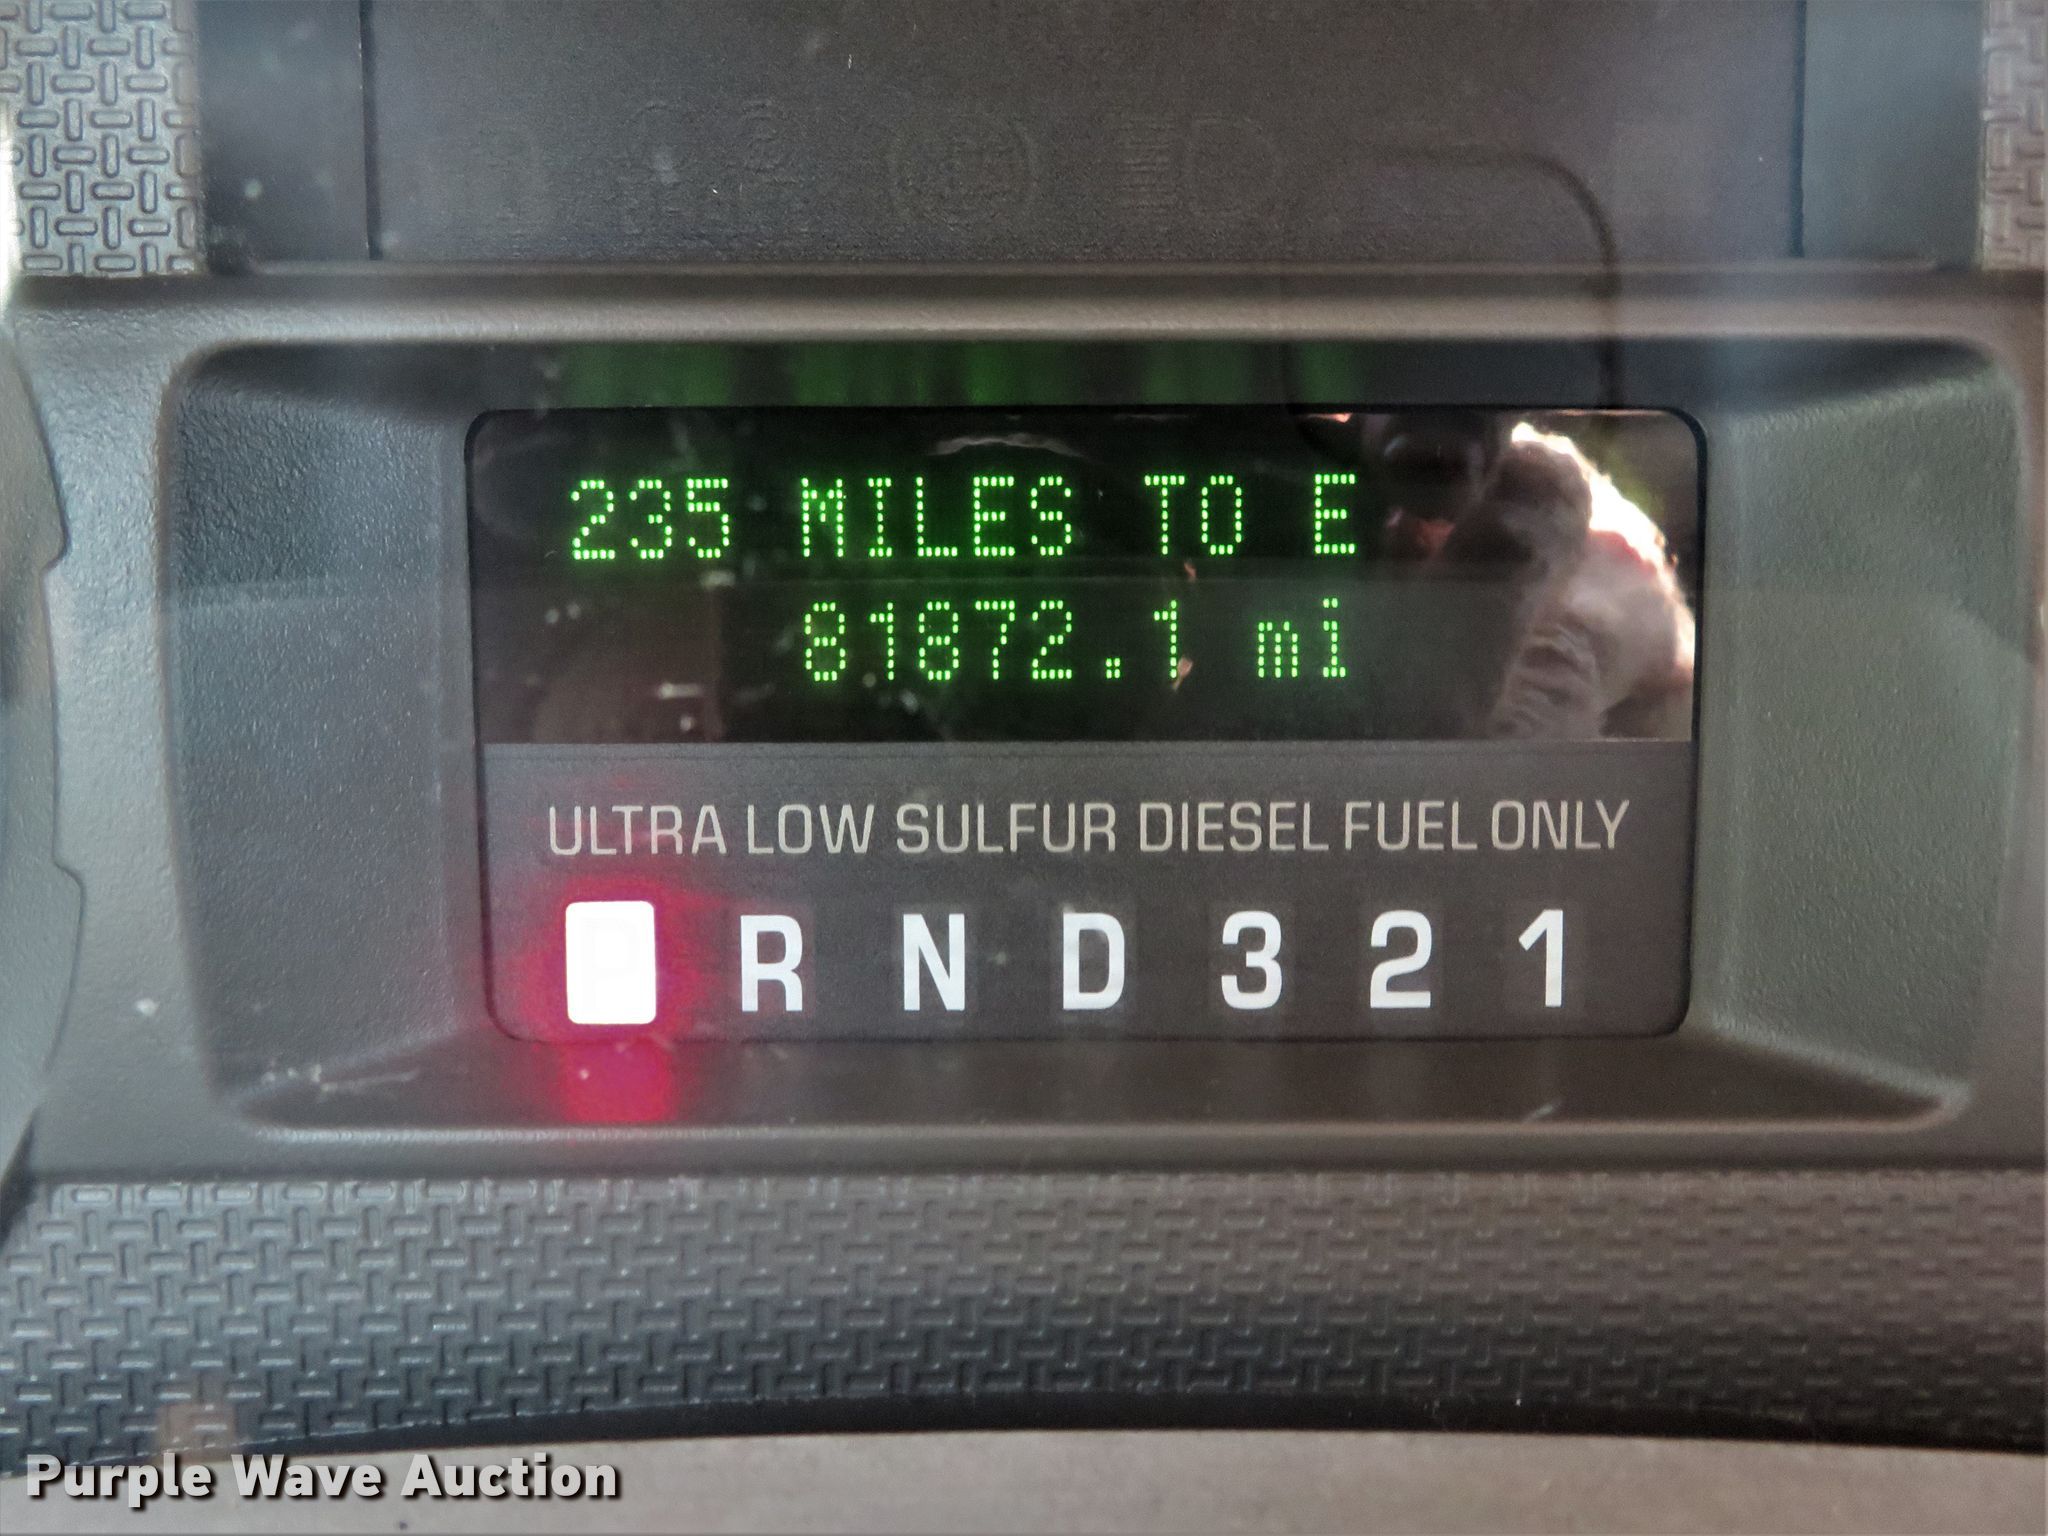 235 MILES TO E
81872.1 mi
ULTRA LOW SULFUR DIESEL FUEL ONLY
P R N D 3 2 1
Purple Wave Auction